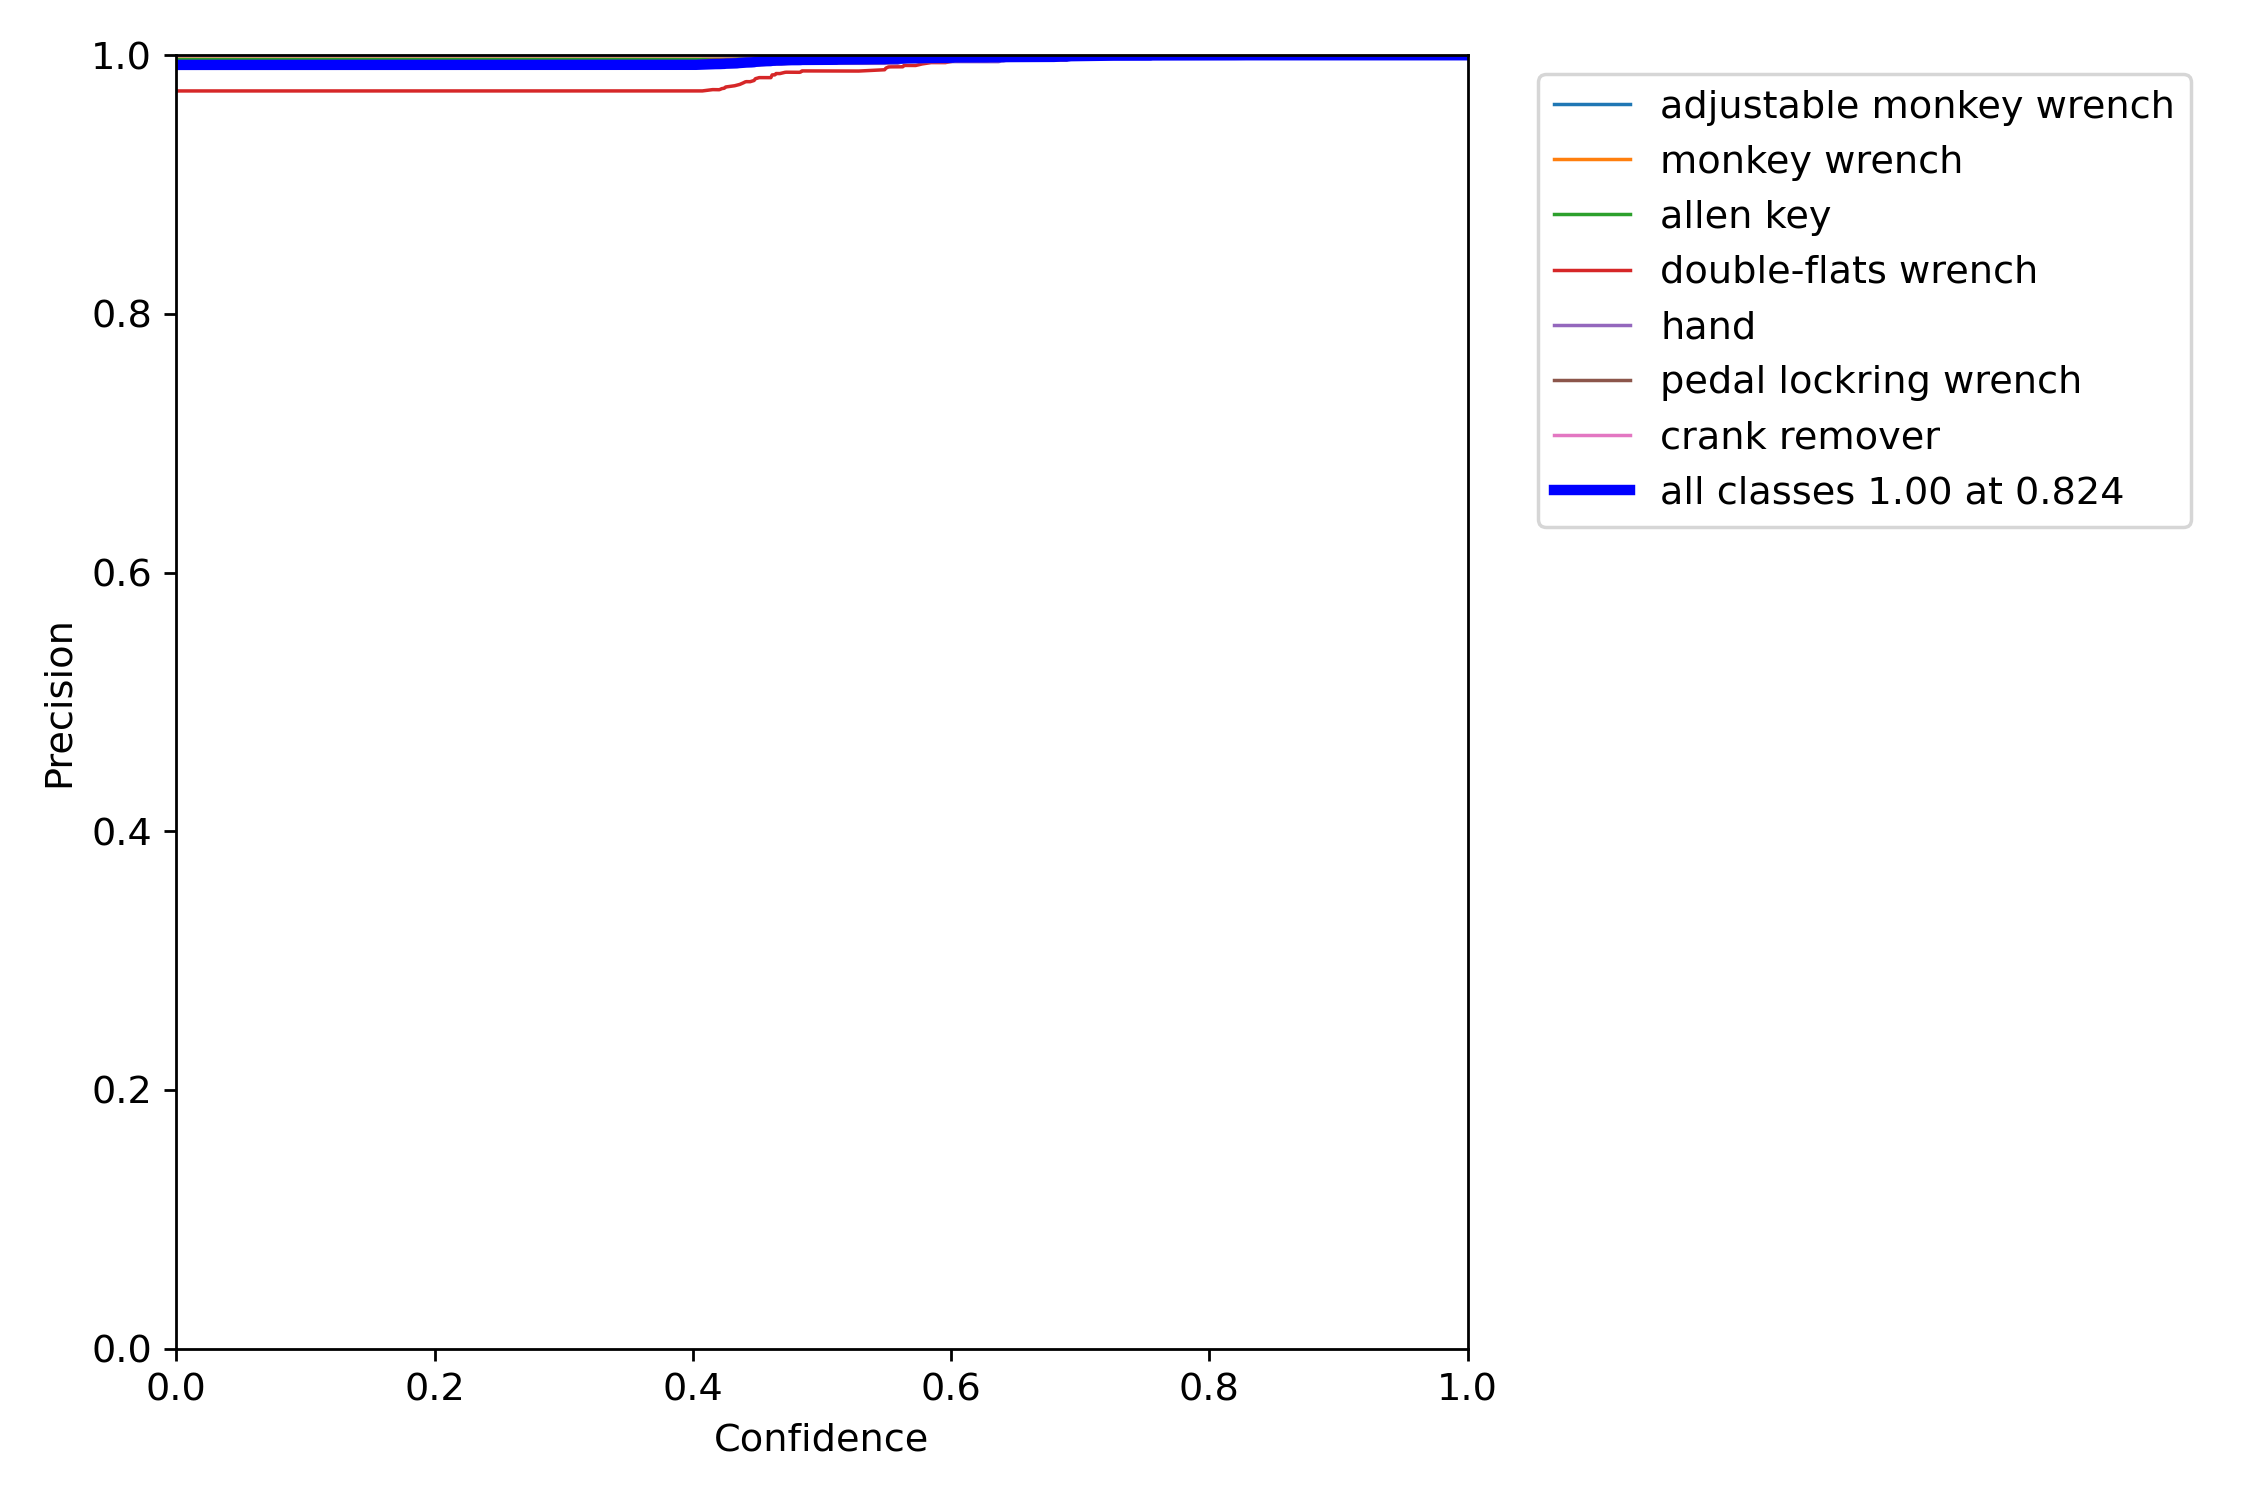 1.0
0.8
0.6
0.4
0.2
0.0
0.0 0.2 0.4 0.6 0.8 1.0
Precision
Confidence
adjustable monkey wrench
monkey wrench
allen key
double-flats wrench
hand
pedal lockring wrench
crank remover
all classes 1.00 at 0.824